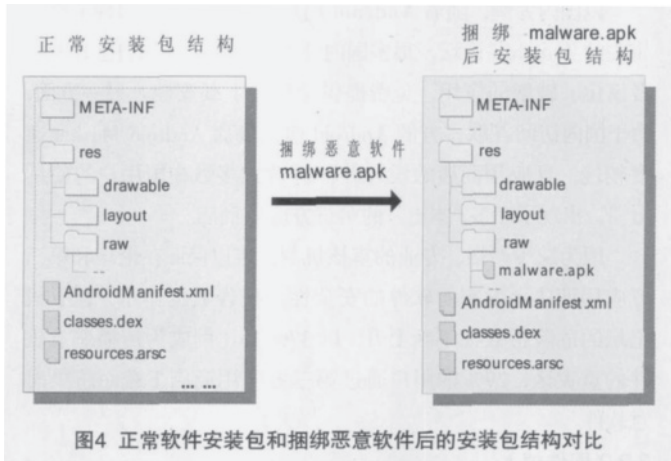 正常安装包结构
META-INF
res
drawable
layout
raw
...
AndroidManifest.xml
classes.dex
resources.arsc
... ...
捆绑恶意软件
malware.apk
捆绑 malware.apk
后安装包结构
META-INF
res
drawable
layout
raw
malware.apk
...
AndroidManifest.xml
classes.dex
resources.arsc
图4 正常软件安装包和捆绑恶意软件后的安装包结构对比